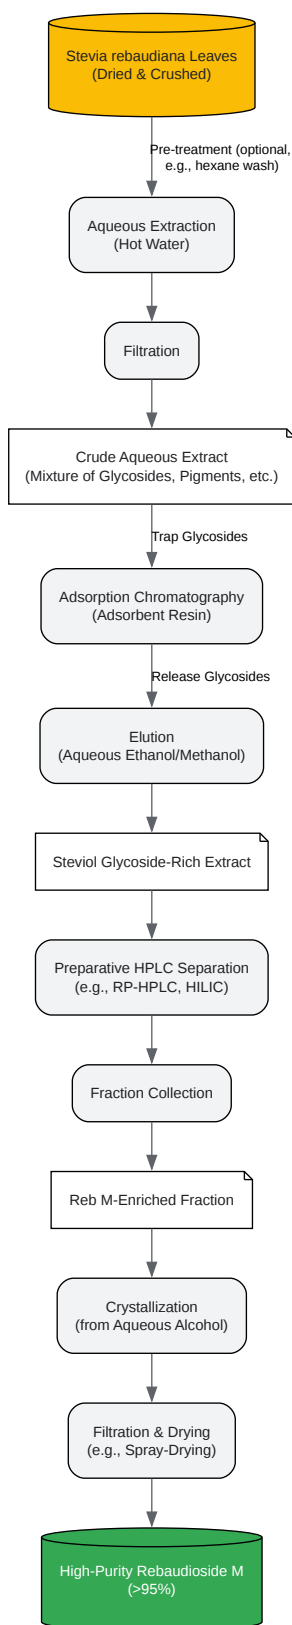 Stevia rebaudiana Leaves
(Dried & Crushed)
Pre-treatment (optional,
e.g., hexane wash)
Aqueous Extraction
(Hot Water)
Filtration
Crude Aqueous Extract
(Mixture of Glycosides, Pigments, etc.)
Trap Glycosides
Adsorption Chromatography
(Adsorbent Resin)
Release Glycosides
Elution
(Aqueous Ethanol/Methanol)
Steviol Glycoside-Rich Extract
Preparative HPLC Separation
(e.g., RP-HPLC, HILIC)
Fraction Collection
Reb M-Enriched Fraction
Crystallization
(from Aqueous Alcohol)
Filtration & Drying
(e.g., Spray-Drying)
High-Purity Rebaudioside M
(>95%)